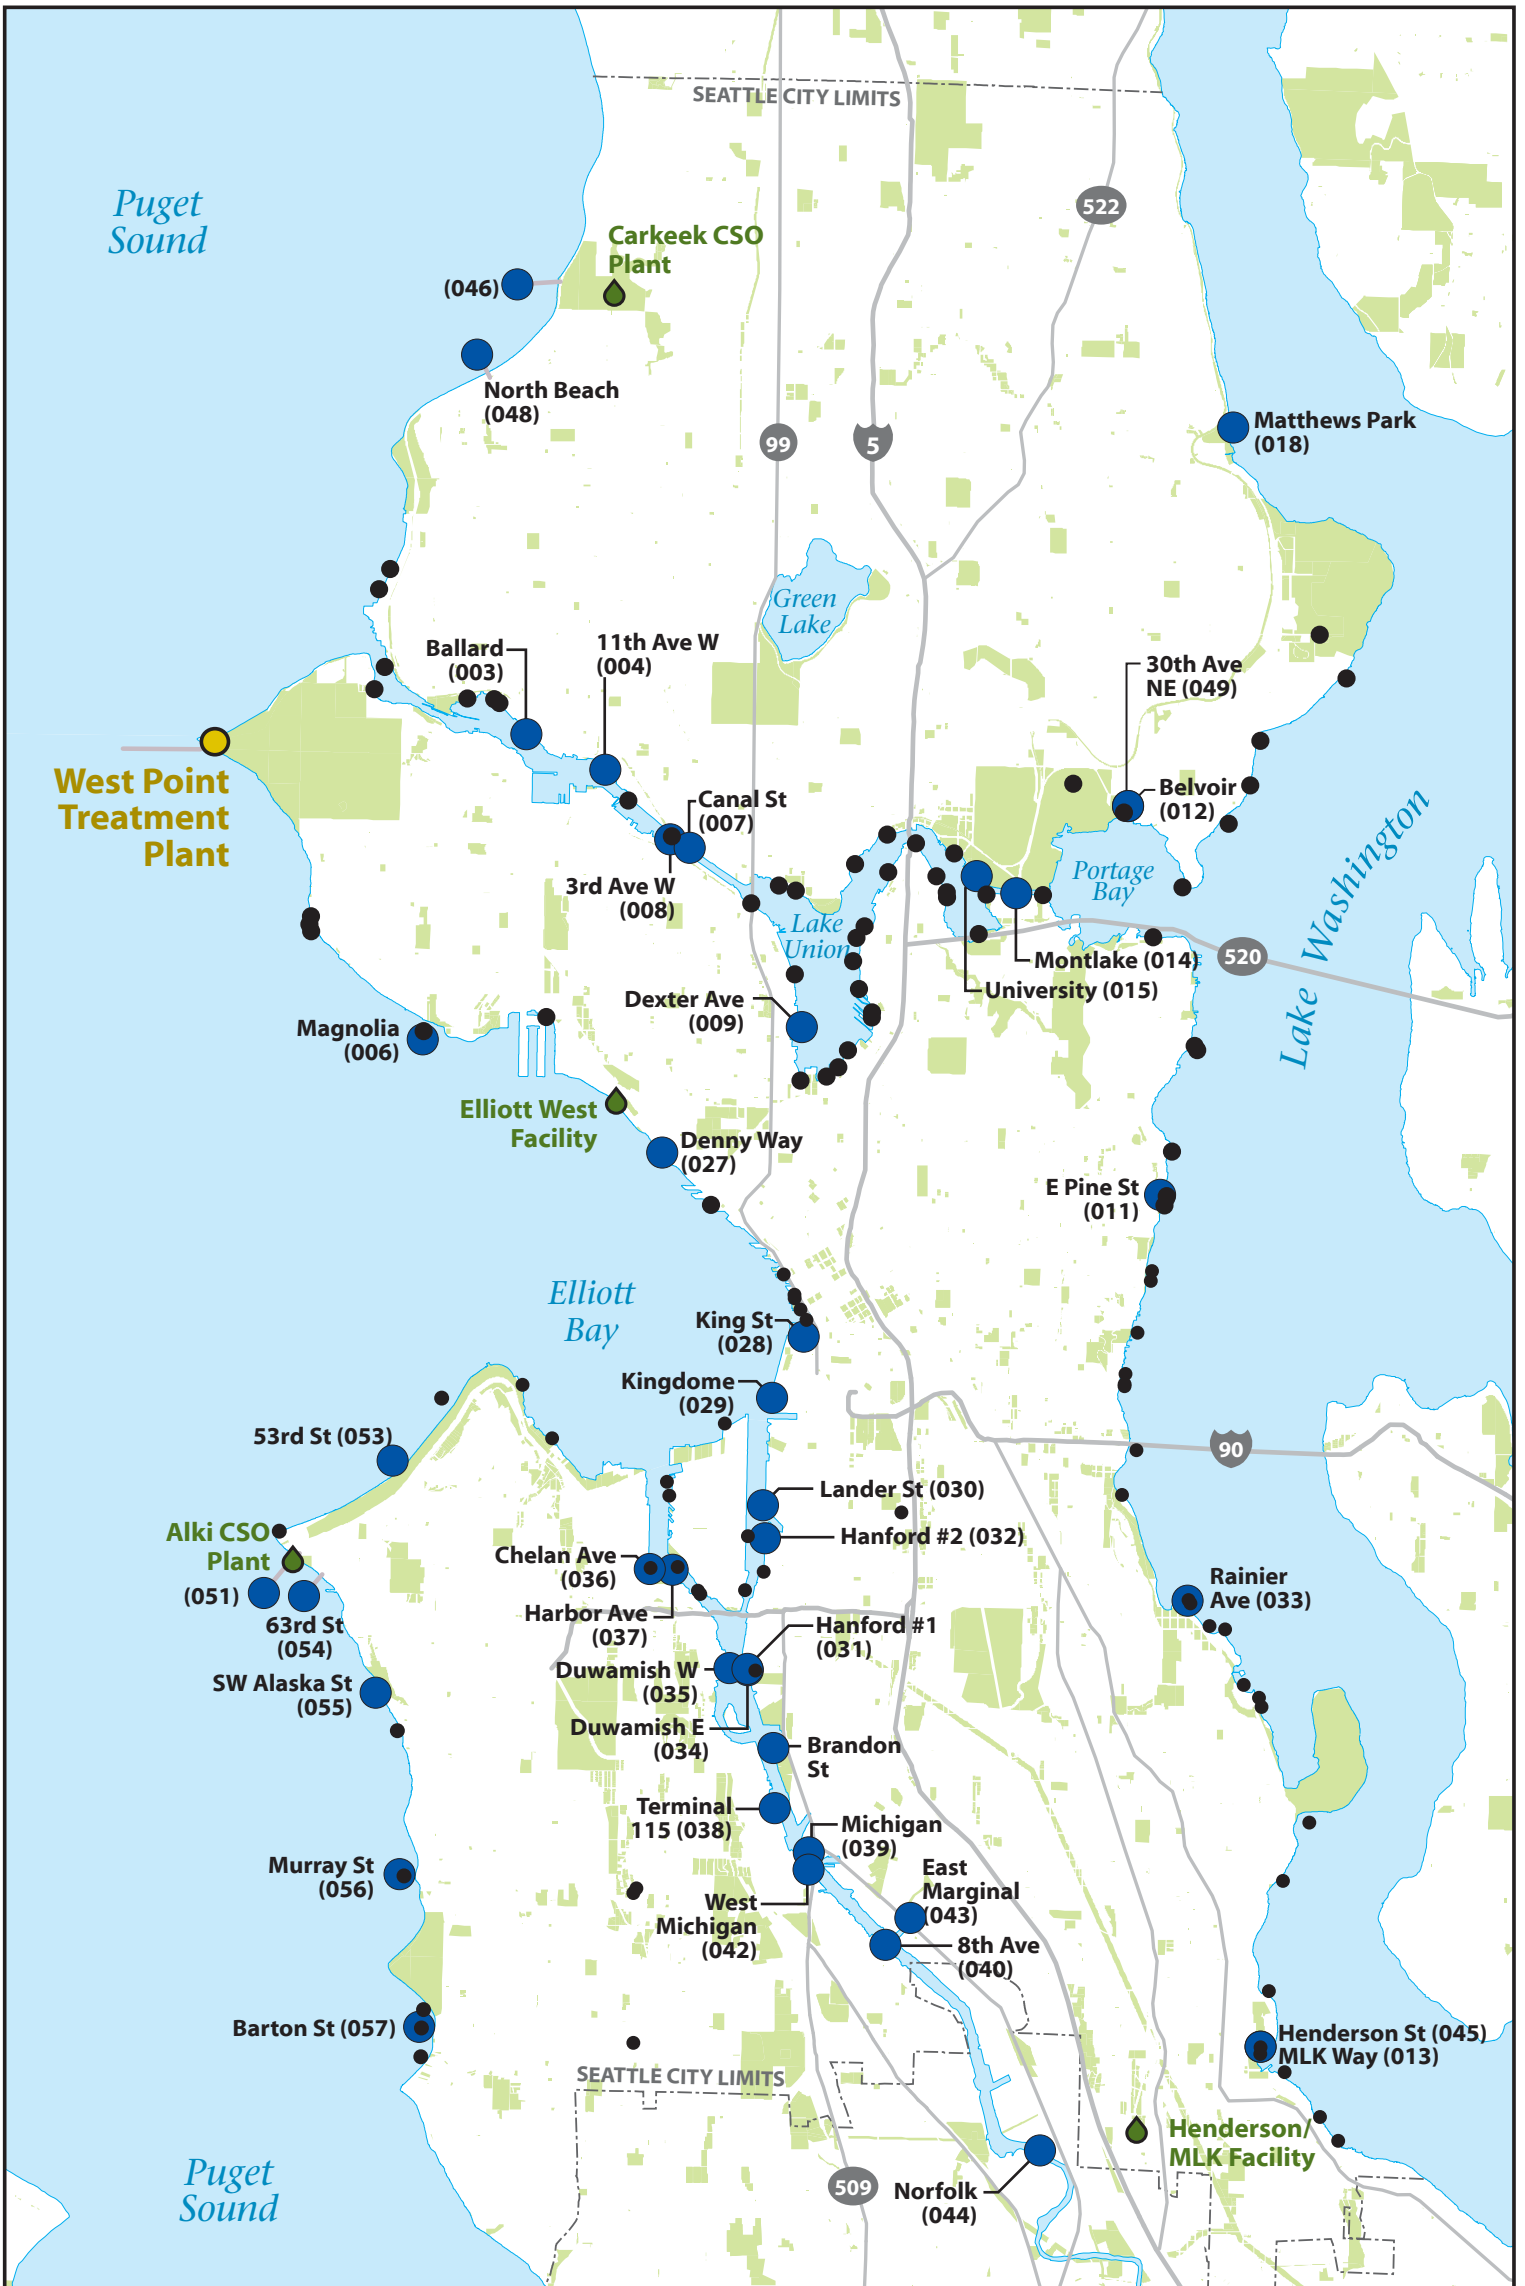 SEATTLE CITY LIMITS
Puget
Sound
522
Carkeek CSO
Plant
(046)
North Beach
(048)
99
5
Matthews Park
(018)
Green
Lake
Ballard
(003)
11th Ave W
(004)
30th Ave
NE (049)
West Point
Treatment
Plant
Canal St
(007)
Belvoir
(012)
3rd Ave W
(008)
Portage
Bay
Lake Washington
Lake
Union
520
Montlake (014)
University (015)
Dexter Ave
(009)
Magnolia
(006)
Elliott West
Facility
Denny Way
(027)
E Pine St
(011)
Elliott
Bay
King St
(028)
Kingdome
(029)
53rd St (053)
90
Lander St (030)
Hanford #2 (032)
Alki CSO
Plant
Chelan Ave
(036)
(051)
63rd St
(054)
Harbor Ave
(037)
Rainier
Ave (033)
Hanford #1
(031)
Duwamish W
(035)
SW Alaska St
(055)
Duwamish E
(034)
Brandon
St
Terminal
115 (038)
Michigan
(039)
Murray St
(056)
East
Marginal
(043)
West
Michigan
(042)
8th Ave
(040)
Barton St (057)
Henderson St (045)
MLK Way (013)
SEATTLE CITY LIMITS
Henderson/
MLK Facility
Puget
Sound
509
Norfolk
(044)